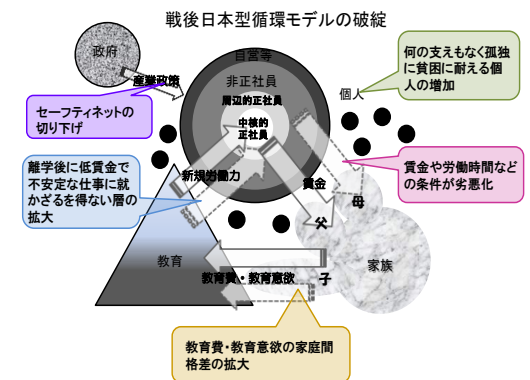 戦後日本型循環モデルの破綻
政府
産業政策
自営等
非正社員
周辺的正社員
中核的
正社員
個人
何の支えもなく孤独
に貧困に耐える個
人の増加
セーフティネットの
切り下げ
離学後に低賃金で
不安定な仕事に就
かざるを得ない層の
拡大
新規労働力
賃金
賃金や労働時間など
の条件が劣悪化
母
父
教育
教育費・教育意欲
子
家族
教育費・教育意欲の家庭間
格差の拡大